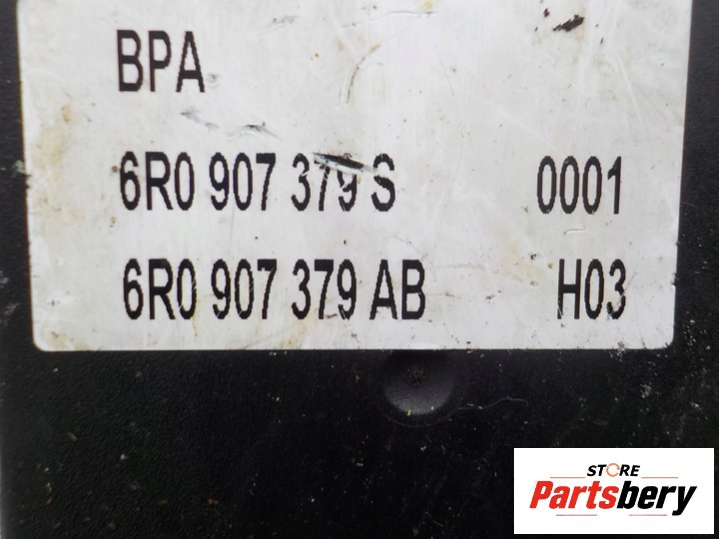 BPA
6R0 907 379 S 0001
6R0 907 379 AB H03
STORE
Partsbery